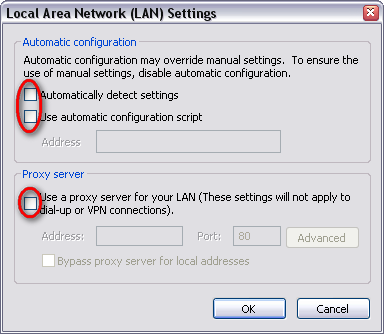 Local Area Network (LAN) Settings
Automatic configuration
Automatic configuration may override manual settings. To ensure the
use of manual settings, disable automatic configuration.
Automatically detect settings
Use automatic configuration script
Address
Proxy server
Use a proxy server for your LAN (These settings will not apply to
dial-up or VPN connections).
Address: Port: 80 Advanced
Bypass proxy server for local addresses
OK Cancel